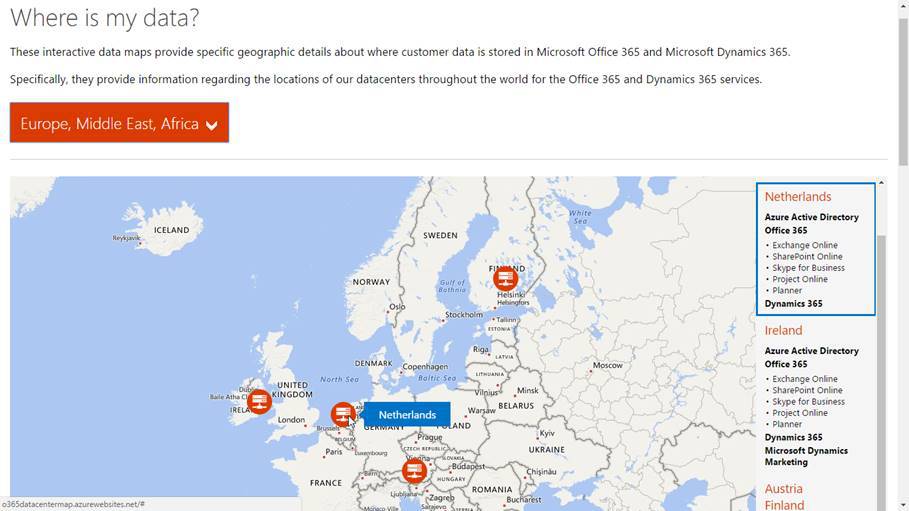 Where is my data?
These interactive data maps provide specific geographic details about where customer data is stored in Microsoft Office 365 and Microsoft Dynamics 365.
Specifically, they provide information regarding the locations of our datacenters throughout the world for the Office 365 and Dynamics 365 services.
Europe, Middle East, Africa
ICELAND
Reykjavik
White
Sea
SWEDEN
FINLAND
NORWAY
Gulf of
Bothnia
Helsinki
Helsingfors
Oslo
Stockholm
Tallinn
ESTONIA
Riga
LATVIA
Moscow
DENMARK
Copenhagen
North Sea
Baltic Sea
LITHUANIA
Vilnius
Minsk
UNITED
KINGDOM
Dublin
Baile Atha Cl
IRELAND
London
Netherlands
Warsaw
BELARUS
GERMANY
POLAND
Brussels
BELGIUM
Prague
Kyiv
Luxembourg
CZECH REPUBLIC
UKRAINE
Paris
SLOVAKIA
Vienna
Budapest
Chișinău
Bern
HUNGARY
FRANCE
Ljubljana
Zagreb
ROMANIA
Bucharest
Netherlands
Azure Active Directory
Office 365
• Exchange Online
• SharePoint Online
• Skype for Business
• Project Online
• Planner
Dynamics 365
Ireland
Azure Active Directory
Office 365
• Exchange Online
• SharePoint Online
• Skype for Business
• Project Online
• Planner
Dynamics 365
Microsoft Dynamics
Marketing
Austria
Finland
o365datacentermap.azurewebsites.net/#